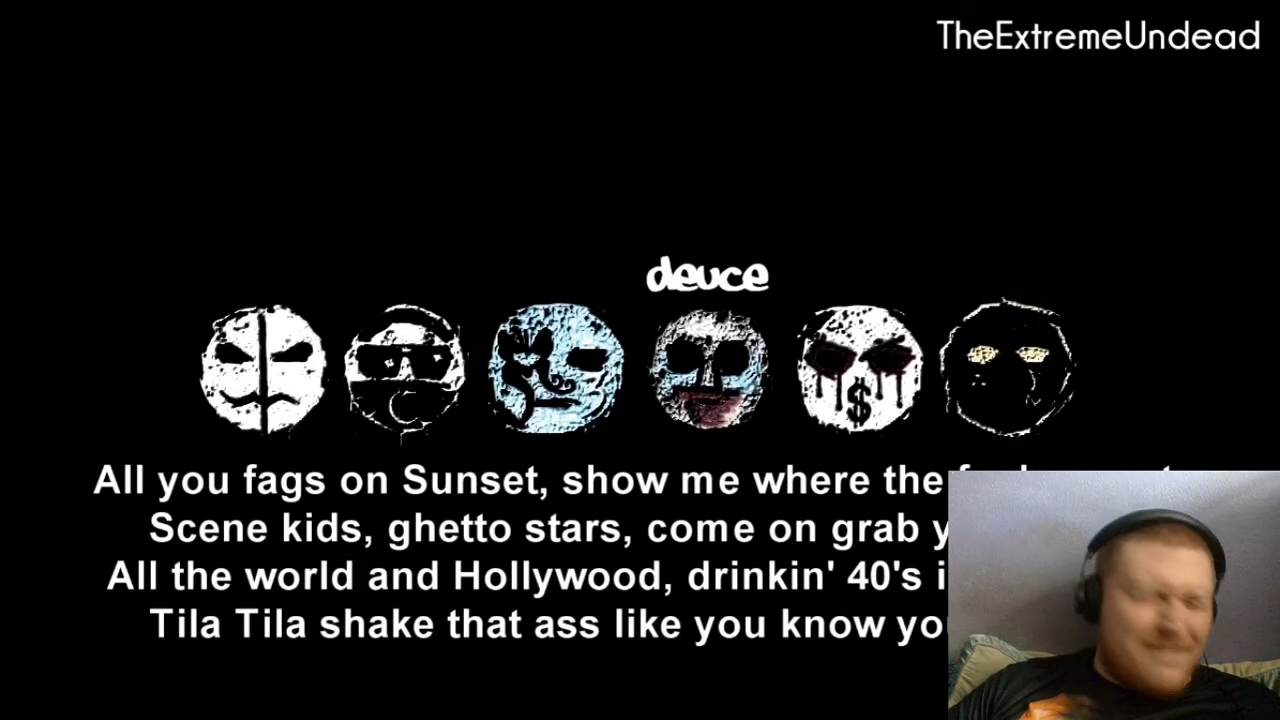 TheExtremeUndead
deuce
All you fags on Sunset, show me where the
Scene kids, ghetto stars, come on grab
All the world and Hollywood, drinkin' 40's
Tila Tila shake that ass like you know